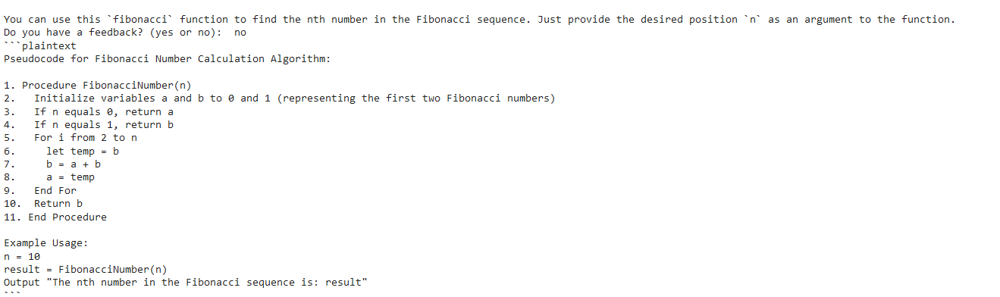 You can use this `fibonacci` function to find the nth number in the Fibonacci sequence. Just provide the desired position `n` as an argument to the function.
Do you have a feedback? (yes or no):  no
```plaintext
Pseudocode for Fibonacci Number Calculation Algorithm:

1. Procedure FibonacciNumber(n)
2.   Initialize variables a and b to 0 and 1 (representing the first two Fibonacci numbers)
3.   If n equals 0, return a
4.   If n equals 1, return b
5.   For i from 2 to n
6.     let temp = b
7.     b = a + b
8.     a = temp
9.   End For
10.  Return b
11. End Procedure

Example Usage:
n = 10
result = FibonacciNumber(n)
Output "The nth number in the Fibonacci sequence is: result"
```